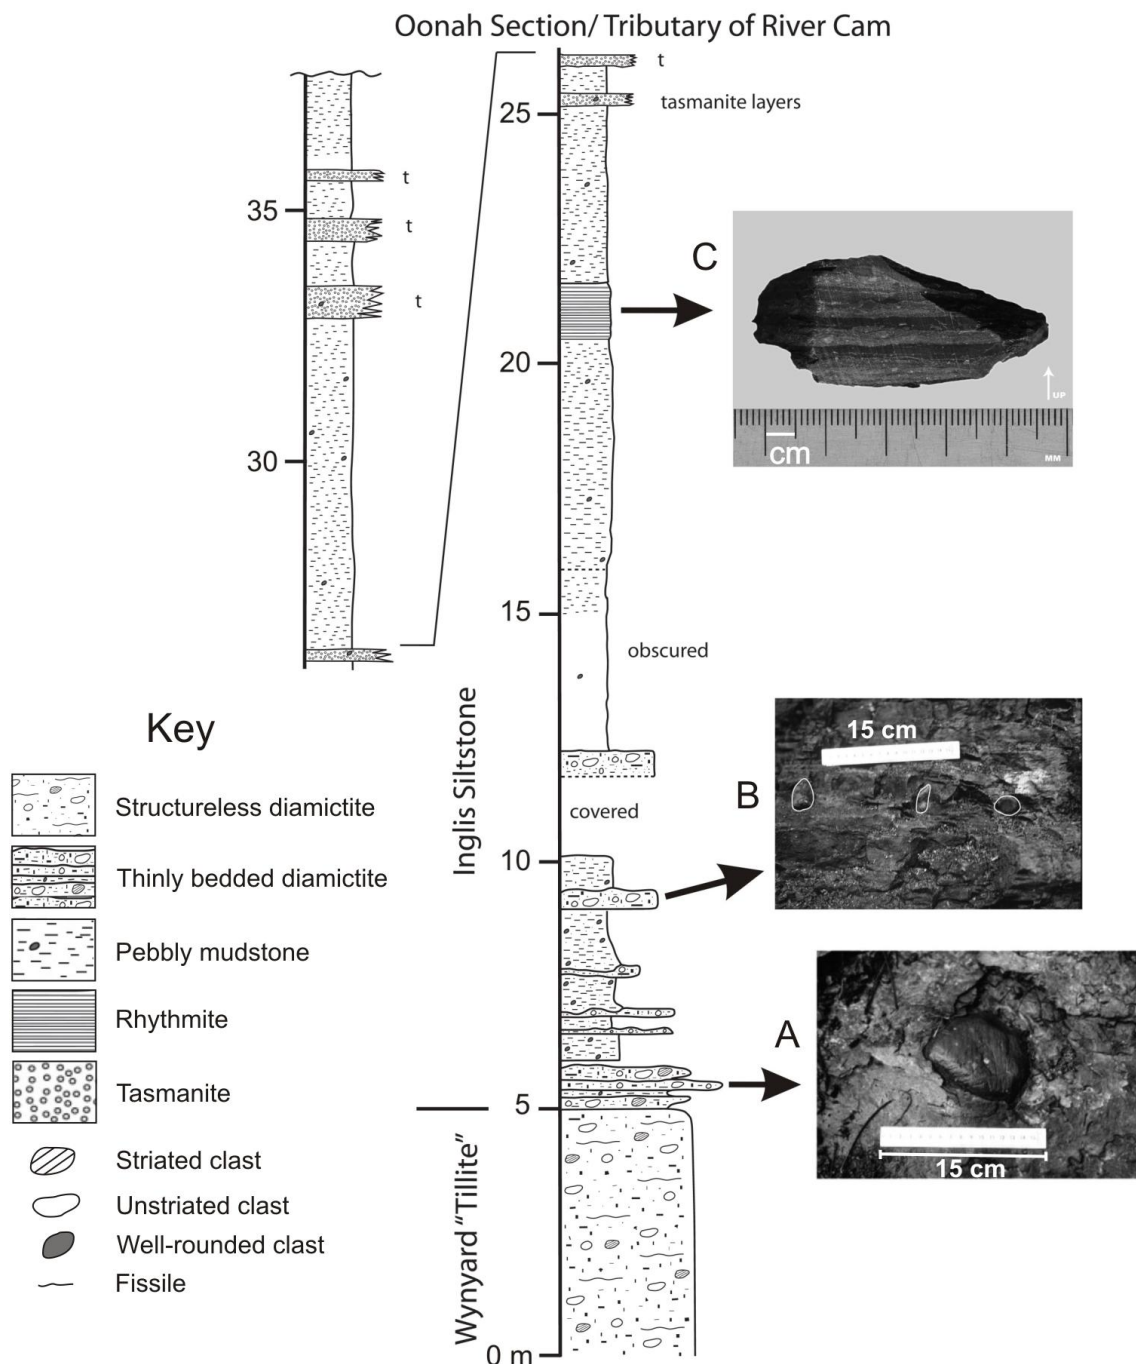 Oonah Section/ Tributary of River Cam
t
tasmanite layers
25
t
35
t
t
30
C
UP
cm
MM
20
15
obscured
Inglis Siltstone
covered
10
B
15 cm
A
15 cm
5
Wynyard "Tillite"
0 m
Key
Structureless diamictite
Thinly bedded diamictite
Pebbly mudstone
Rhythmite
Tasmanite
Striated clast
Unstriated clast
Well-rounded clast
Fissile